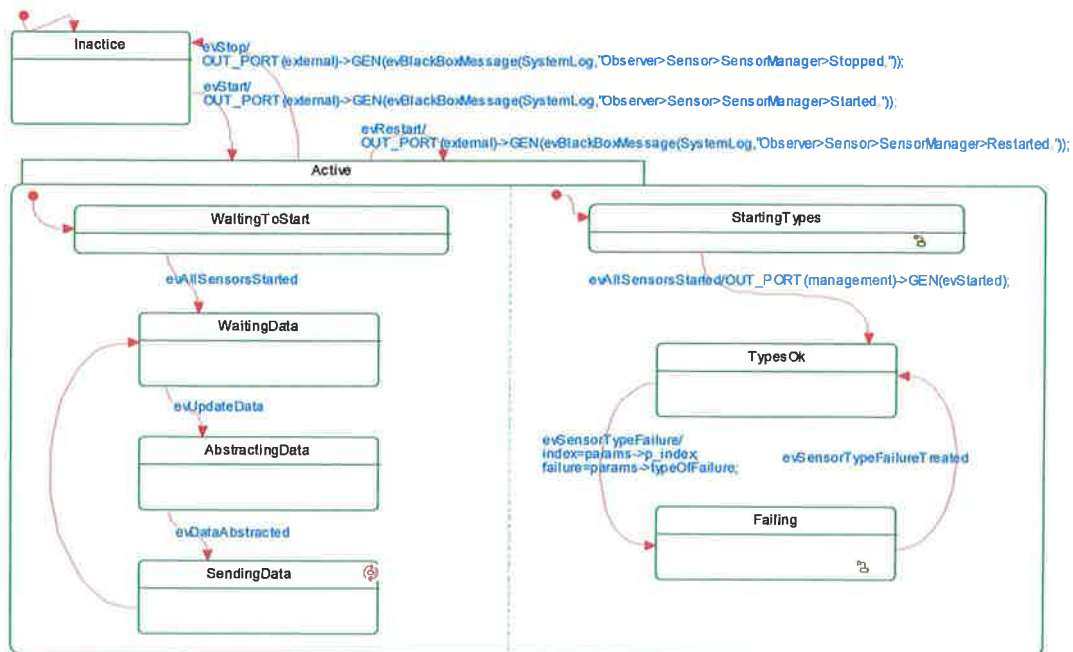 Inactice
evStop/
OUT_PORT(external)->GEN(evBlackBoxMessage(SystemLog,"Observer>Sensor>SensorManager>Stopped,"));
evStart/
OUT_PORT(external)->GEN(evBlackBoxMessage(SystemLog,"Observer>Sensor>SensorManager>Started,"));
evRestart/
OUT_PORT(external)->GEN(evBlackBoxMessage(SystemLog,"Observer>Sensor>SensorManager>Restarted,"));
Active
WaitingToStart
evAllSensorsStarted
WaitingData
evUpdateData
AbstractingData
evDataAbstracted
SendingData
StartingTypes
evAllSensorsStarted/OUT_PORT(management)->GEN(evStarted);
TypesOk
evSensorTypeFailure/
index=params->p_index
failure=params->typeOfFailure;
evSensorTypeFailureTreated
Failing